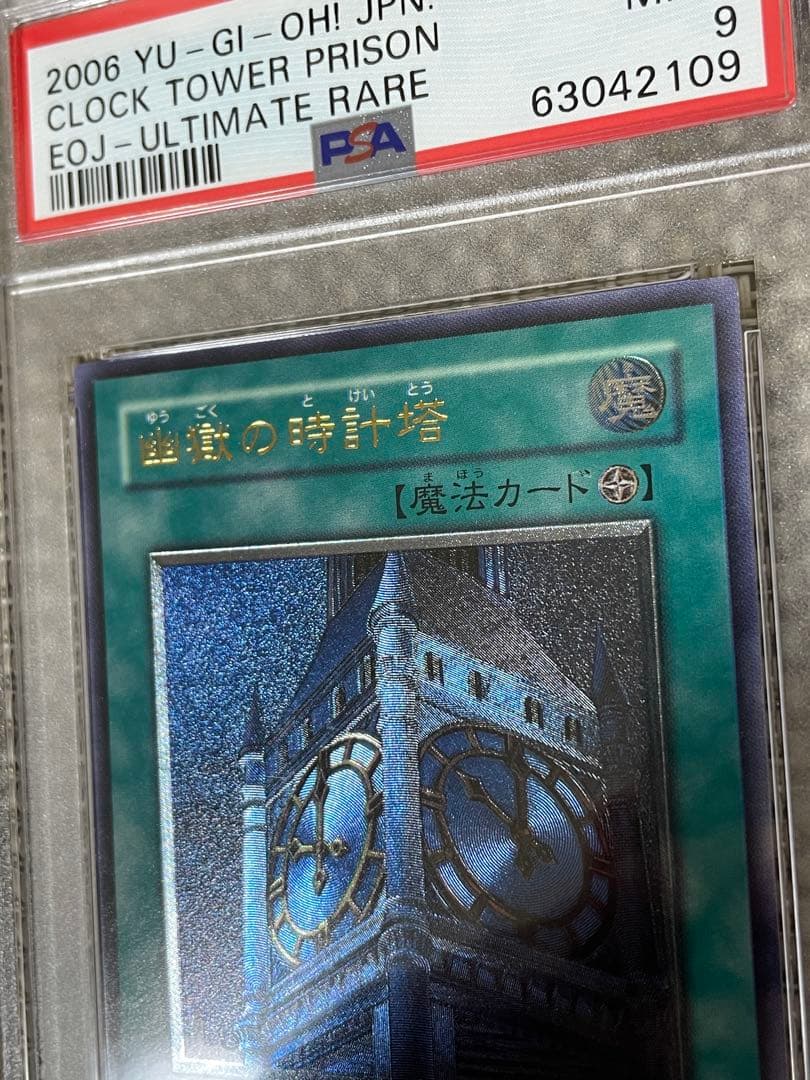 2006 YU-GI-OH! JPN.
CLOCK TOWER PRISON
9
EOJ-ULTIMATE RARE
63042109
PSA
ゆうごく とけいとう
幽獄の時計塔
魔
まほう
【魔法カード】